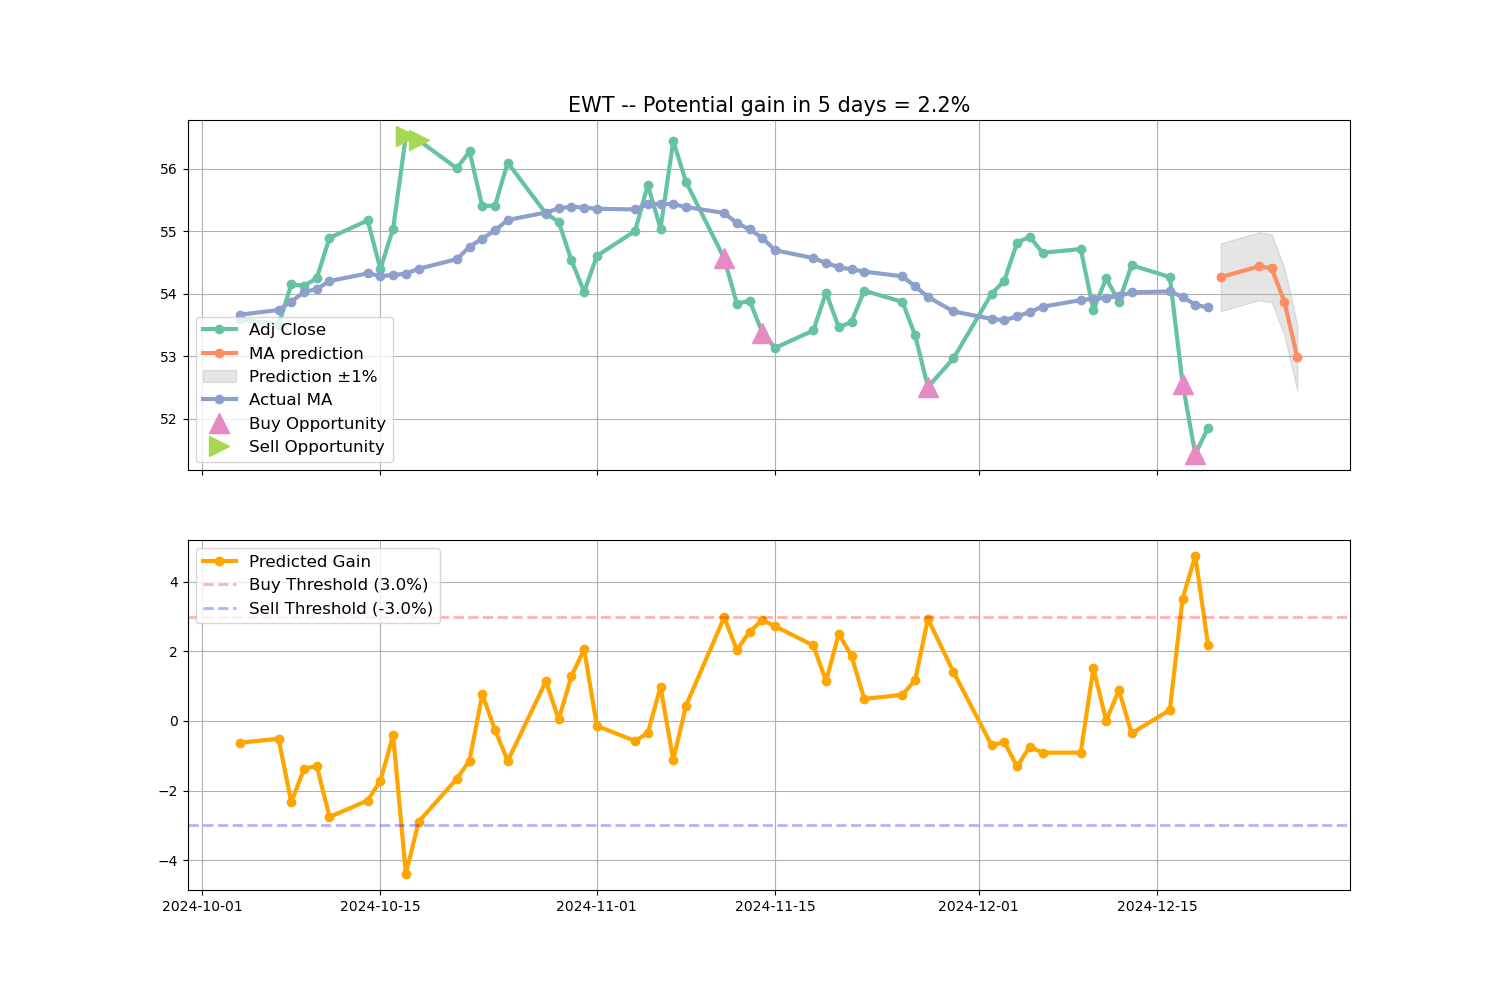 EWT -- Potential gain in 5 days = 2.2%
56
55
54
53
52
Adj Close
MA prediction
Prediction ±1%
Actual MA
Buy Opportunity
Sell Opportunity
4
2
0
−2
−4
Predicted Gain
Buy Threshold (3.0%)
Sell Threshold (-3.0%)
2024-10-01
2024-10-15
2024-11-01
2024-11-15
2024-12-01
2024-12-15